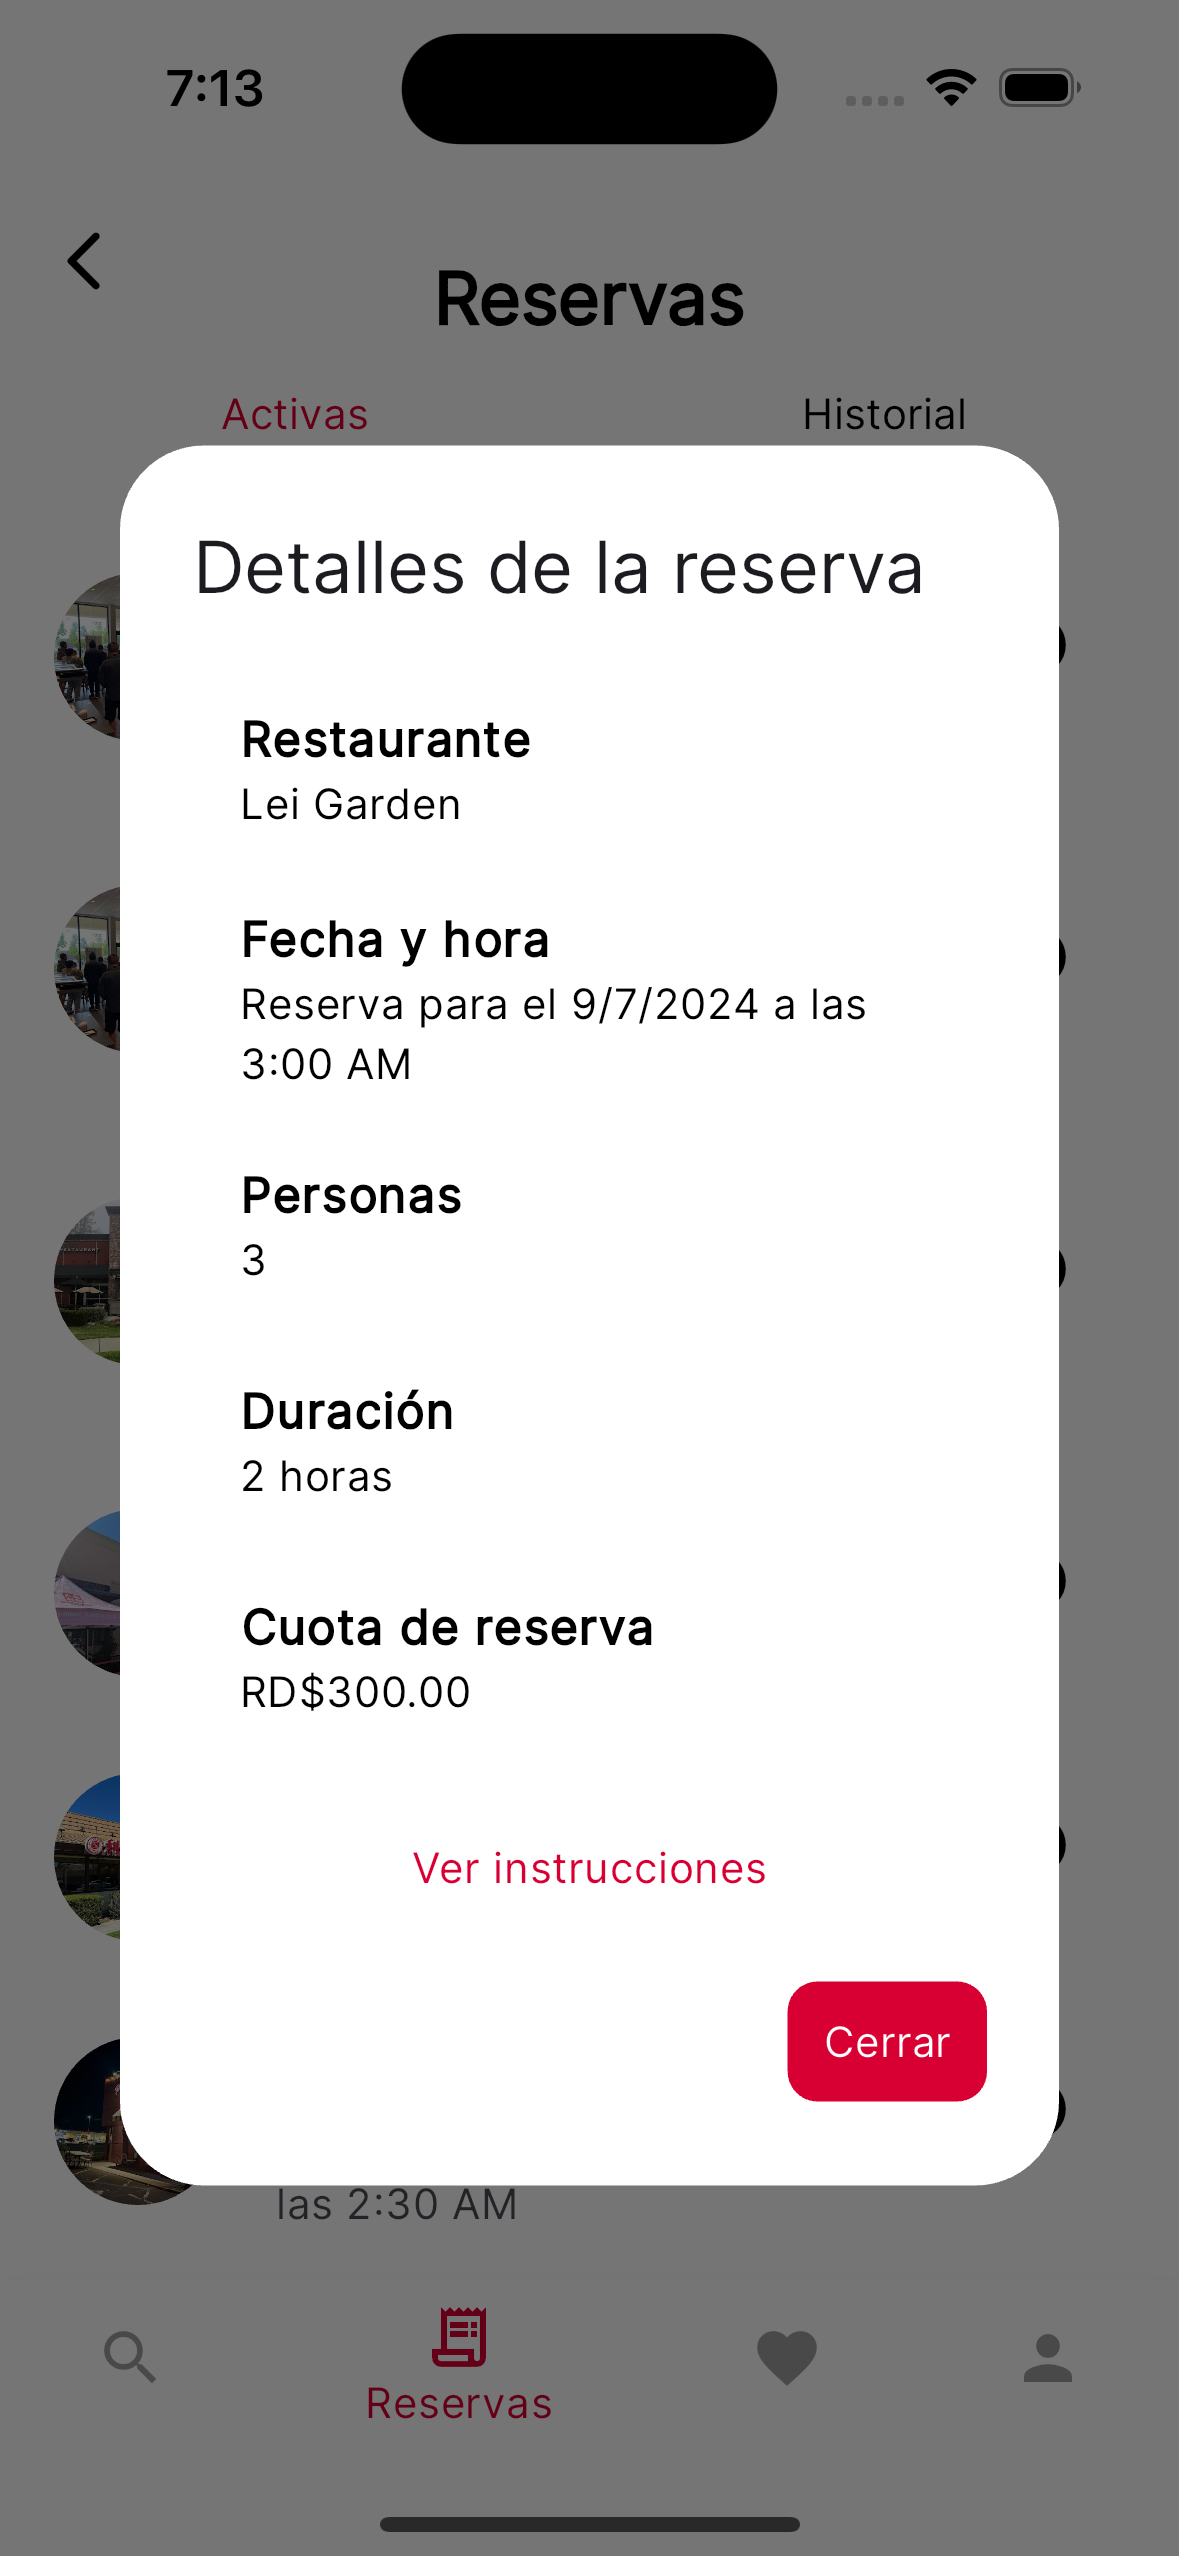 7:13
Reservas
Activas
Historial
Detalles de la reserva
Restaurante
Lei Garden
Fecha y hora
Reserva para el 9/7/2024 a las
3:00 AM
Personas
3
Duración
2 horas
Cuota de reserva
RD$300.00
Ver instrucciones
Cerrar
las 2:30 AM
Reservas